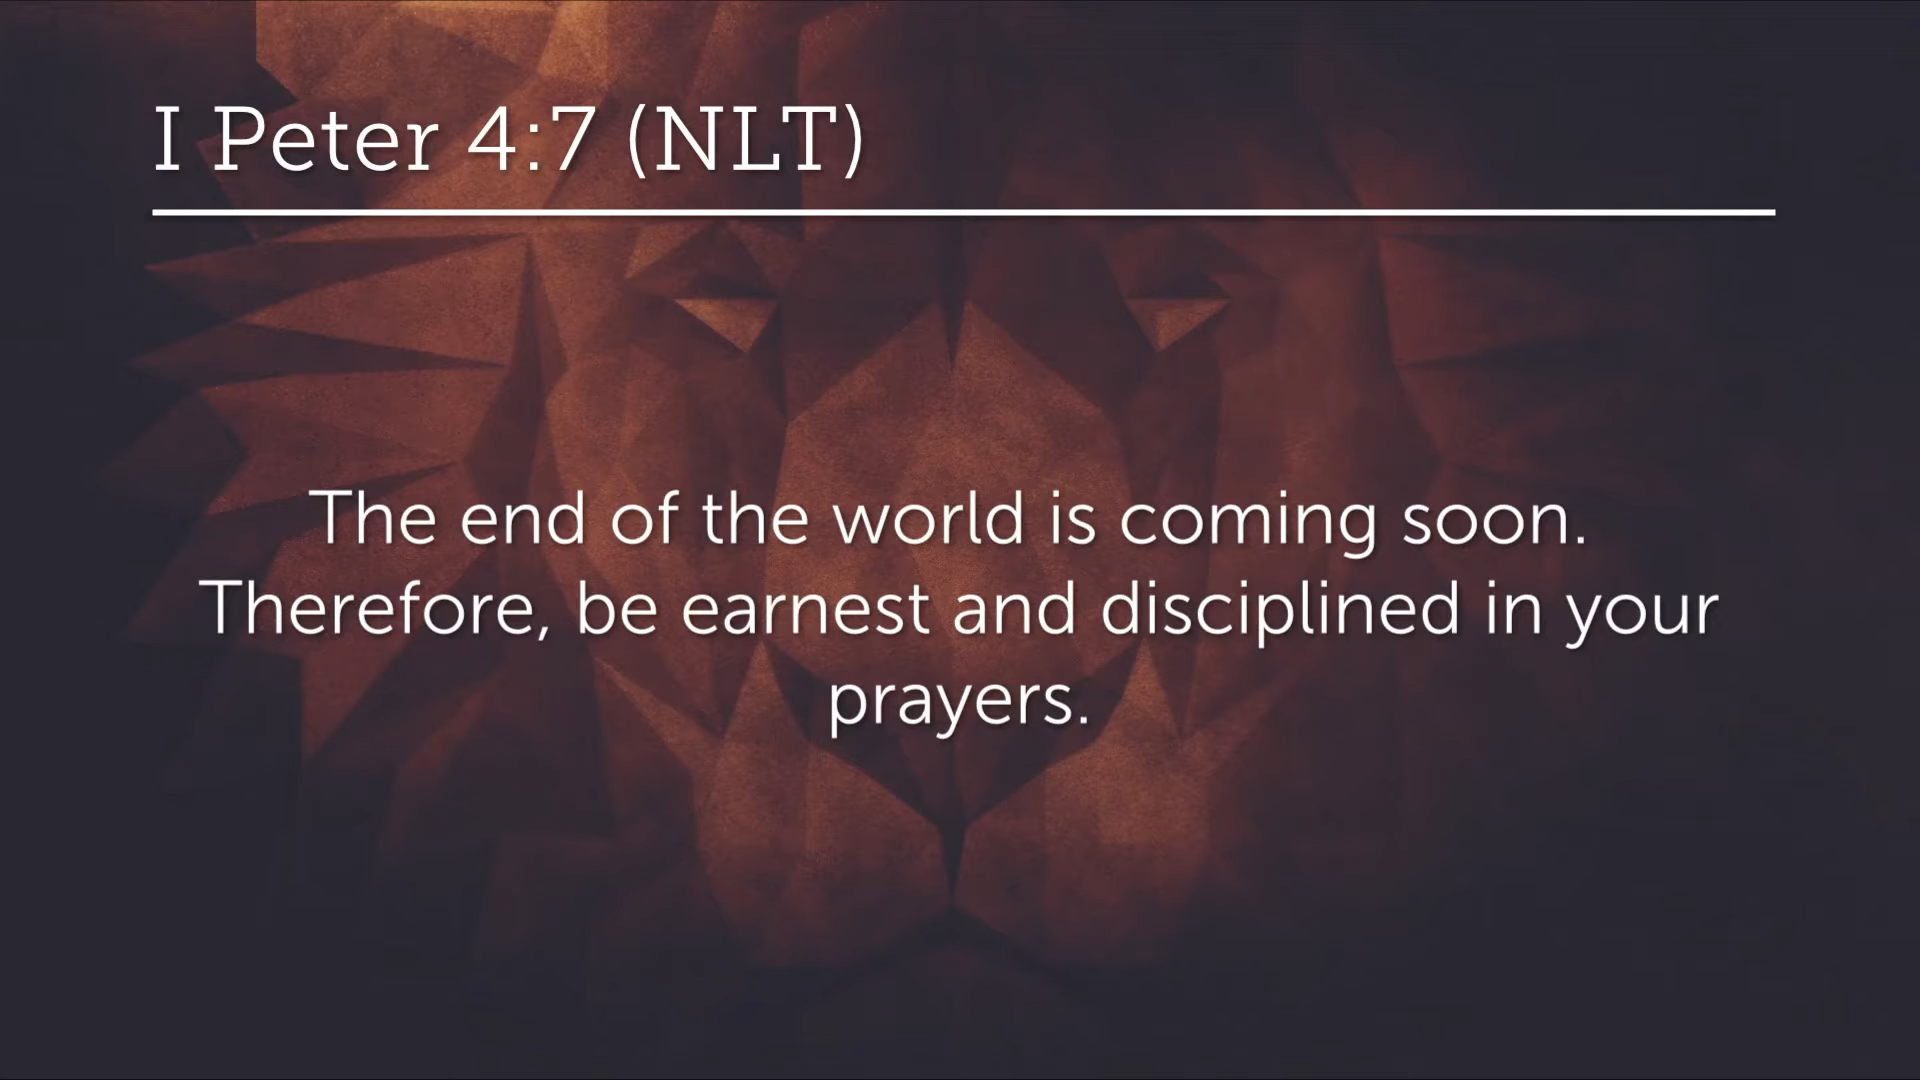 I Peter 4:7 (NLT)
The end of the world is coming soon.
Therefore, be earnest and disciplined in your
prayers.